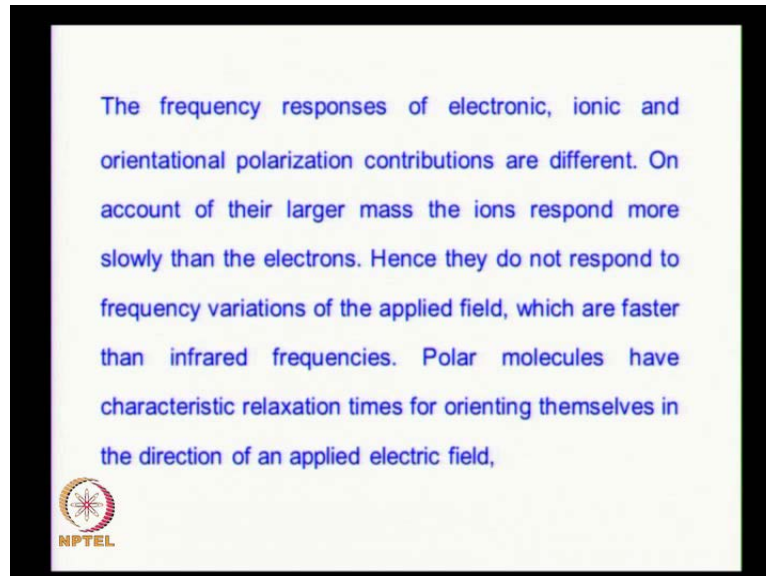 The frequency responses of electronic, ionic and
orientational polarization contributions are different. On
account of their larger mass the ions respond more
slowly than the electrons. Hence they do not respond to
frequency variations of the applied field, which are faster
than infrared frequencies. Polar molecules have
characteristic relaxation times for orienting themselves in
the direction of an applied electric field,
NPTEL